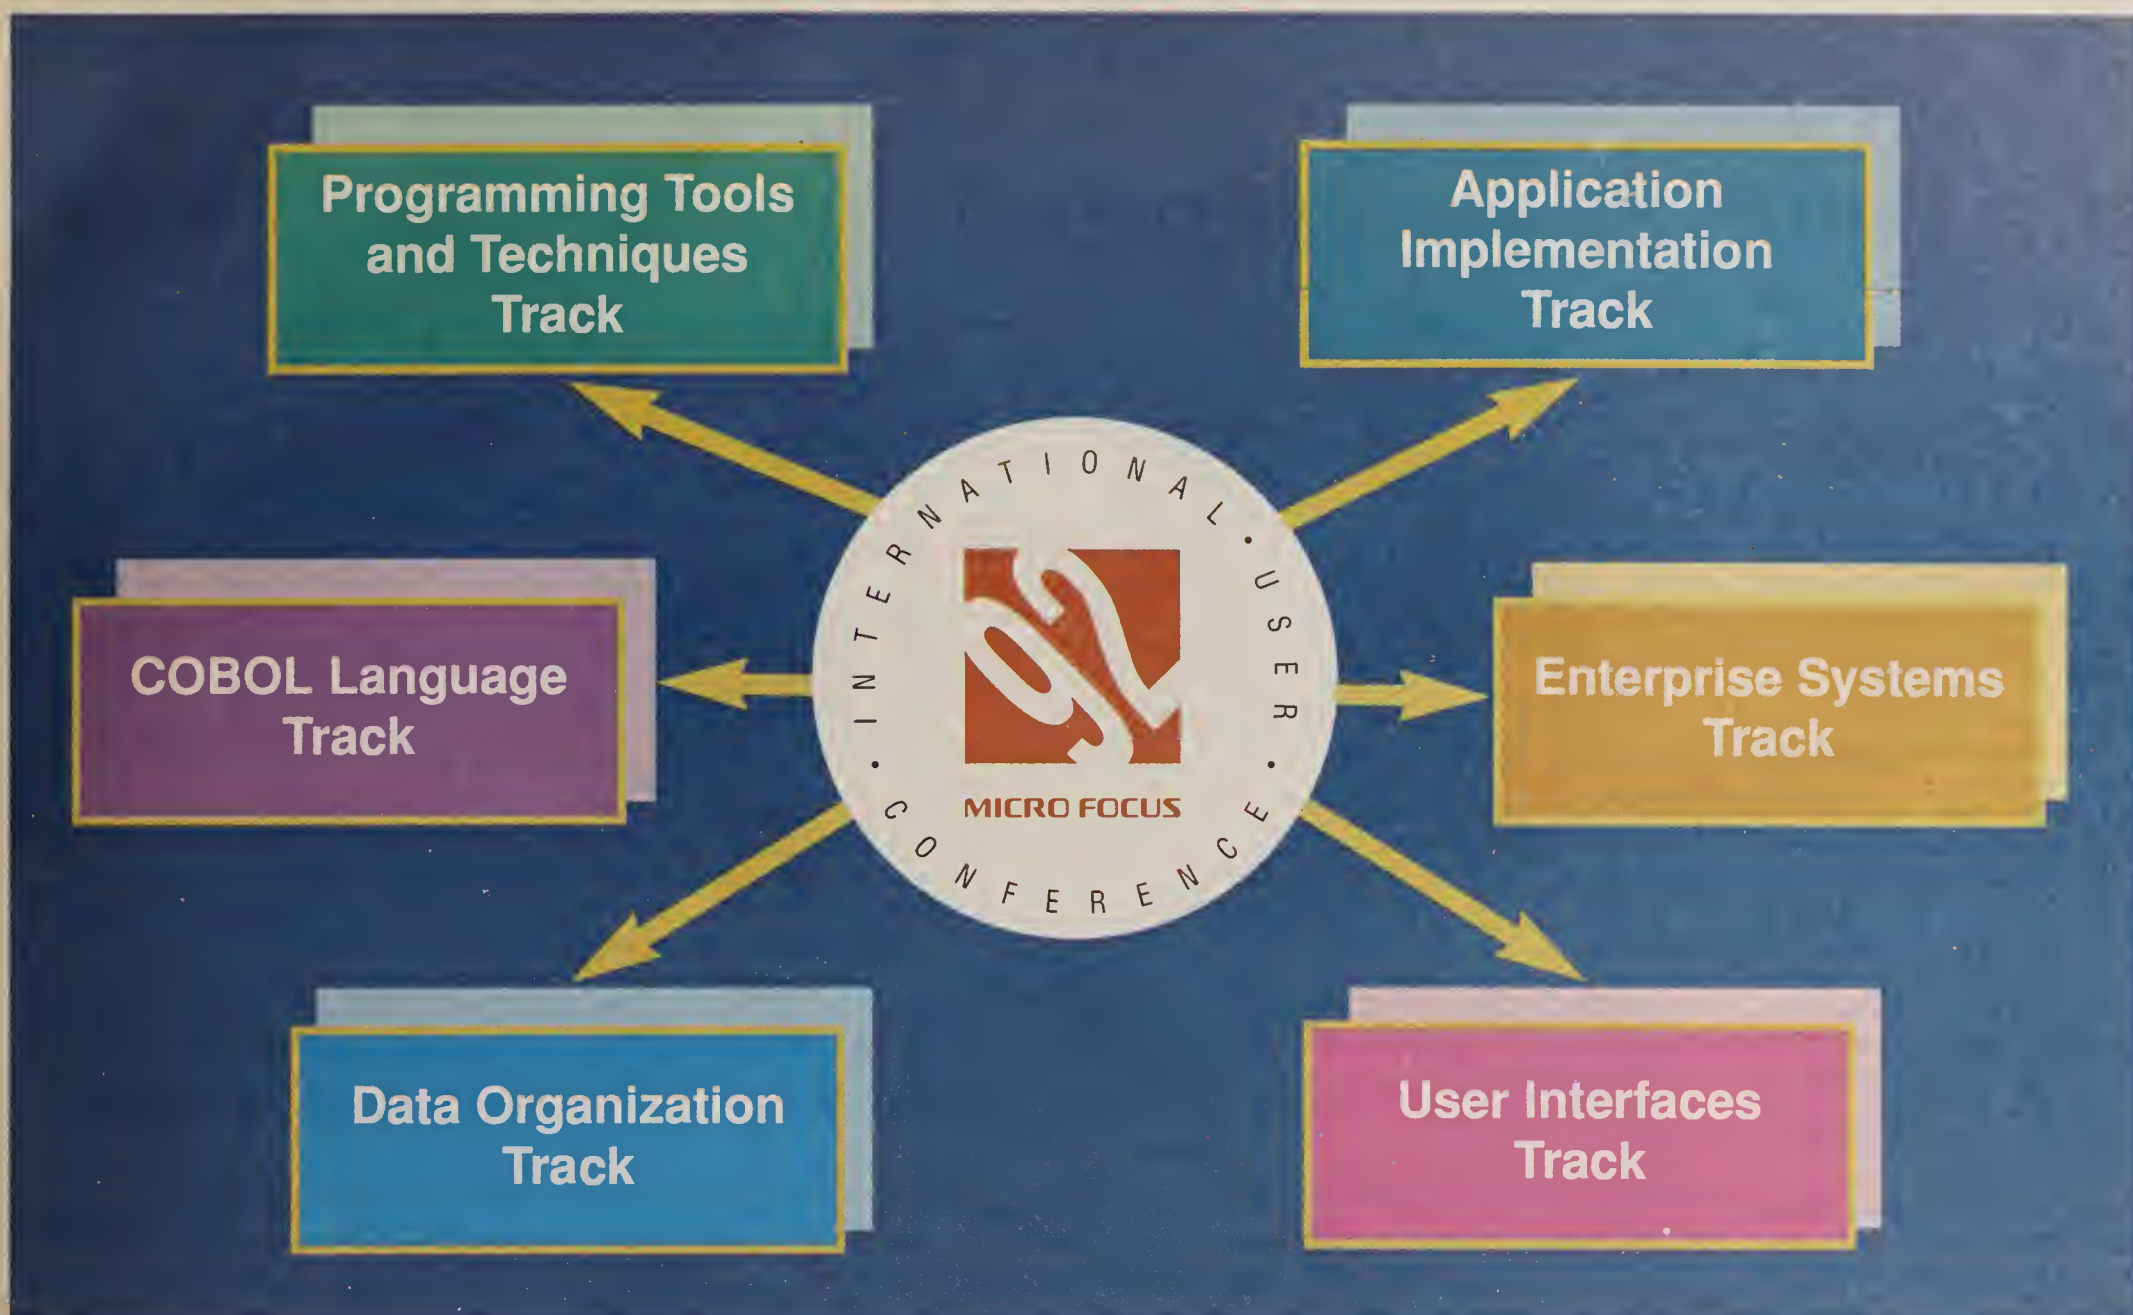 Programming Tools
and Techniques
Track
Application
Implementation
Track
INTERNATIONAL • USER • CONFERENCE •
92
MICRO FOCUS
COBOL Language
Track
Enterprise Systems
Track
Data Organization
Track
User Interfaces
Track